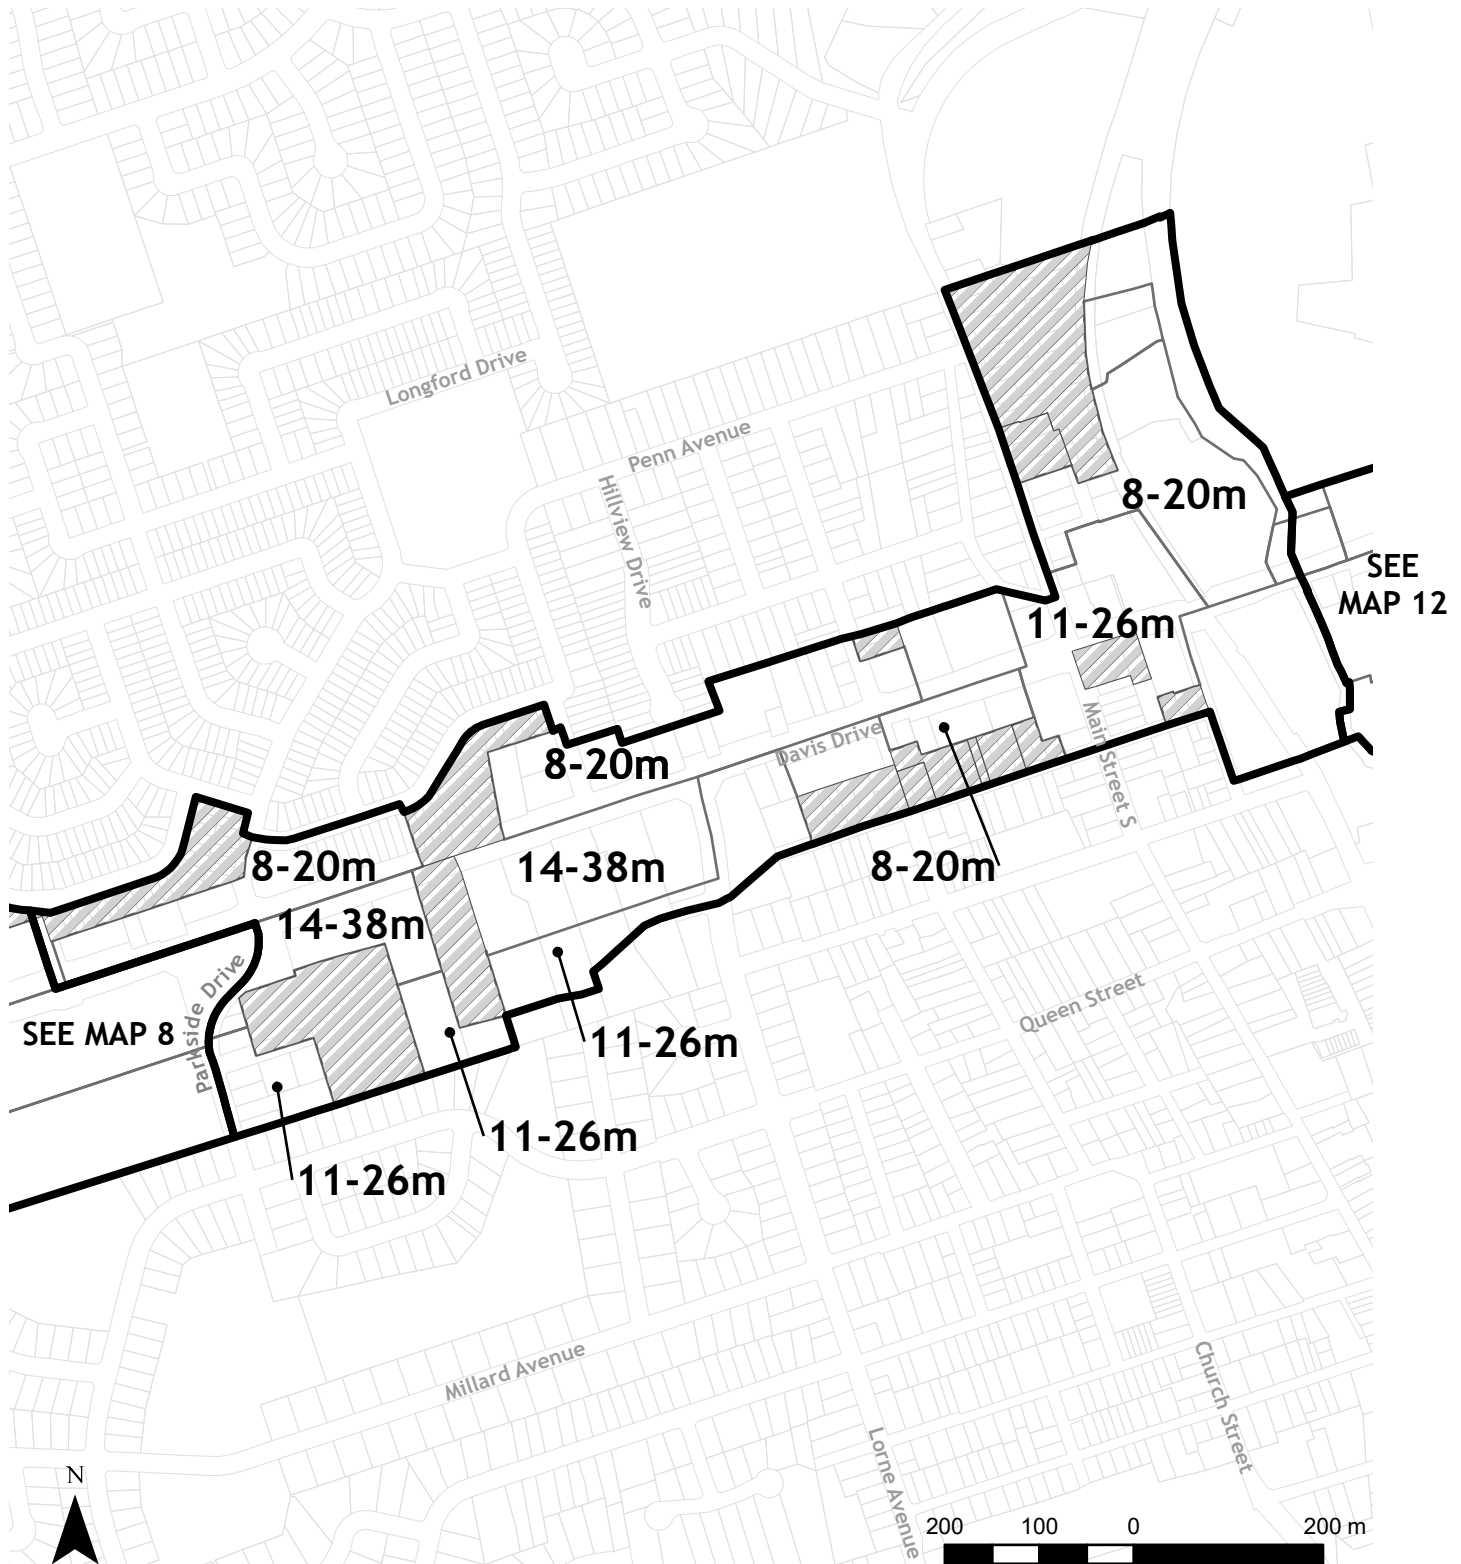 Longford Drive
Penn Avenue
Hillview Drive
8-20m
SEE
MAP 12
11-26m
Main Street S
Davis Drive
8-20m
8-20m
14-38m
8-20m
14-38m
Parkside Drive
SEE MAP 8
Queen Street
11-26m
11-26m
11-26m
Millard Avenue
Church Street
Lorne Avenue
N
200 100 0 200 m